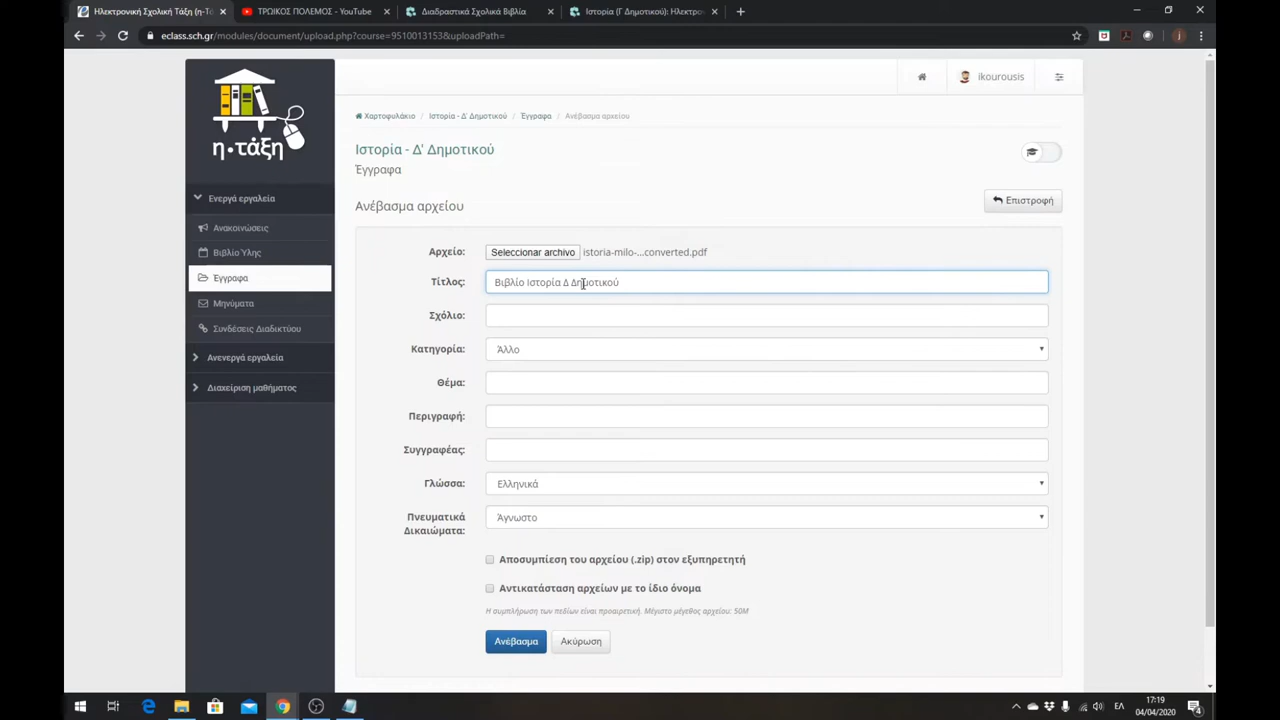 Ηλεκτρονική Σχολική Τάξη (η-Τ
ΤΡΩΙΚΟΣ ΠΟΛΕΜΟΣ - YouTube
Διαδραστικά Σχολικά Βιβλία
Ιστορία (Γ Δημοτικού): Ηλεκτρο
eclass.sch.gr/modules/document/upload.php?course=9510013153&uploadPath=
η·τάξη
ikourousis
Χαρτοφυλάκιο / Ιστορία - Δ' Δημοτικού / Έγγραφα / Ανέβασμα αρχείου
Ιστορία - Δ' Δημοτικού
Έγγραφα
Ανέβασμα αρχείου
Επιστροφή
Ενεργά εργαλεία
Ανακοινώσεις
Βιβλίο Ύλης
Έγγραφα
Μηνύματα
Συνδέσεις Διαδικτύου
Ανενεργά εργαλεία
Διαχείριση μαθήματος
Αρχείο: Seleccionar archivo istoria-milo-...converted.pdf
Τίτλος: Βιβλίο Ιστορία Δ Δημοτικού
Σχόλιο:
Κατηγορία: Άλλο
Θέμα:
Περιγραφή:
Συγγραφέας:
Γλώσσα: Ελληνικά
Πνευματικά Δικαιώματα: Άγνωστο
Αποσυμπίεση του αρχείου (.zip) στον εξυπηρετητή
Αντικατάσταση αρχείων με το ίδιο όνομα
Η συμπλήρωση των πεδίων είναι προαιρετική. Μέγιστο μέγεθος αρχείου: 50M
Ανέβασμα Ακύρωση
ΕΛ
17:19
04/04/2020
4